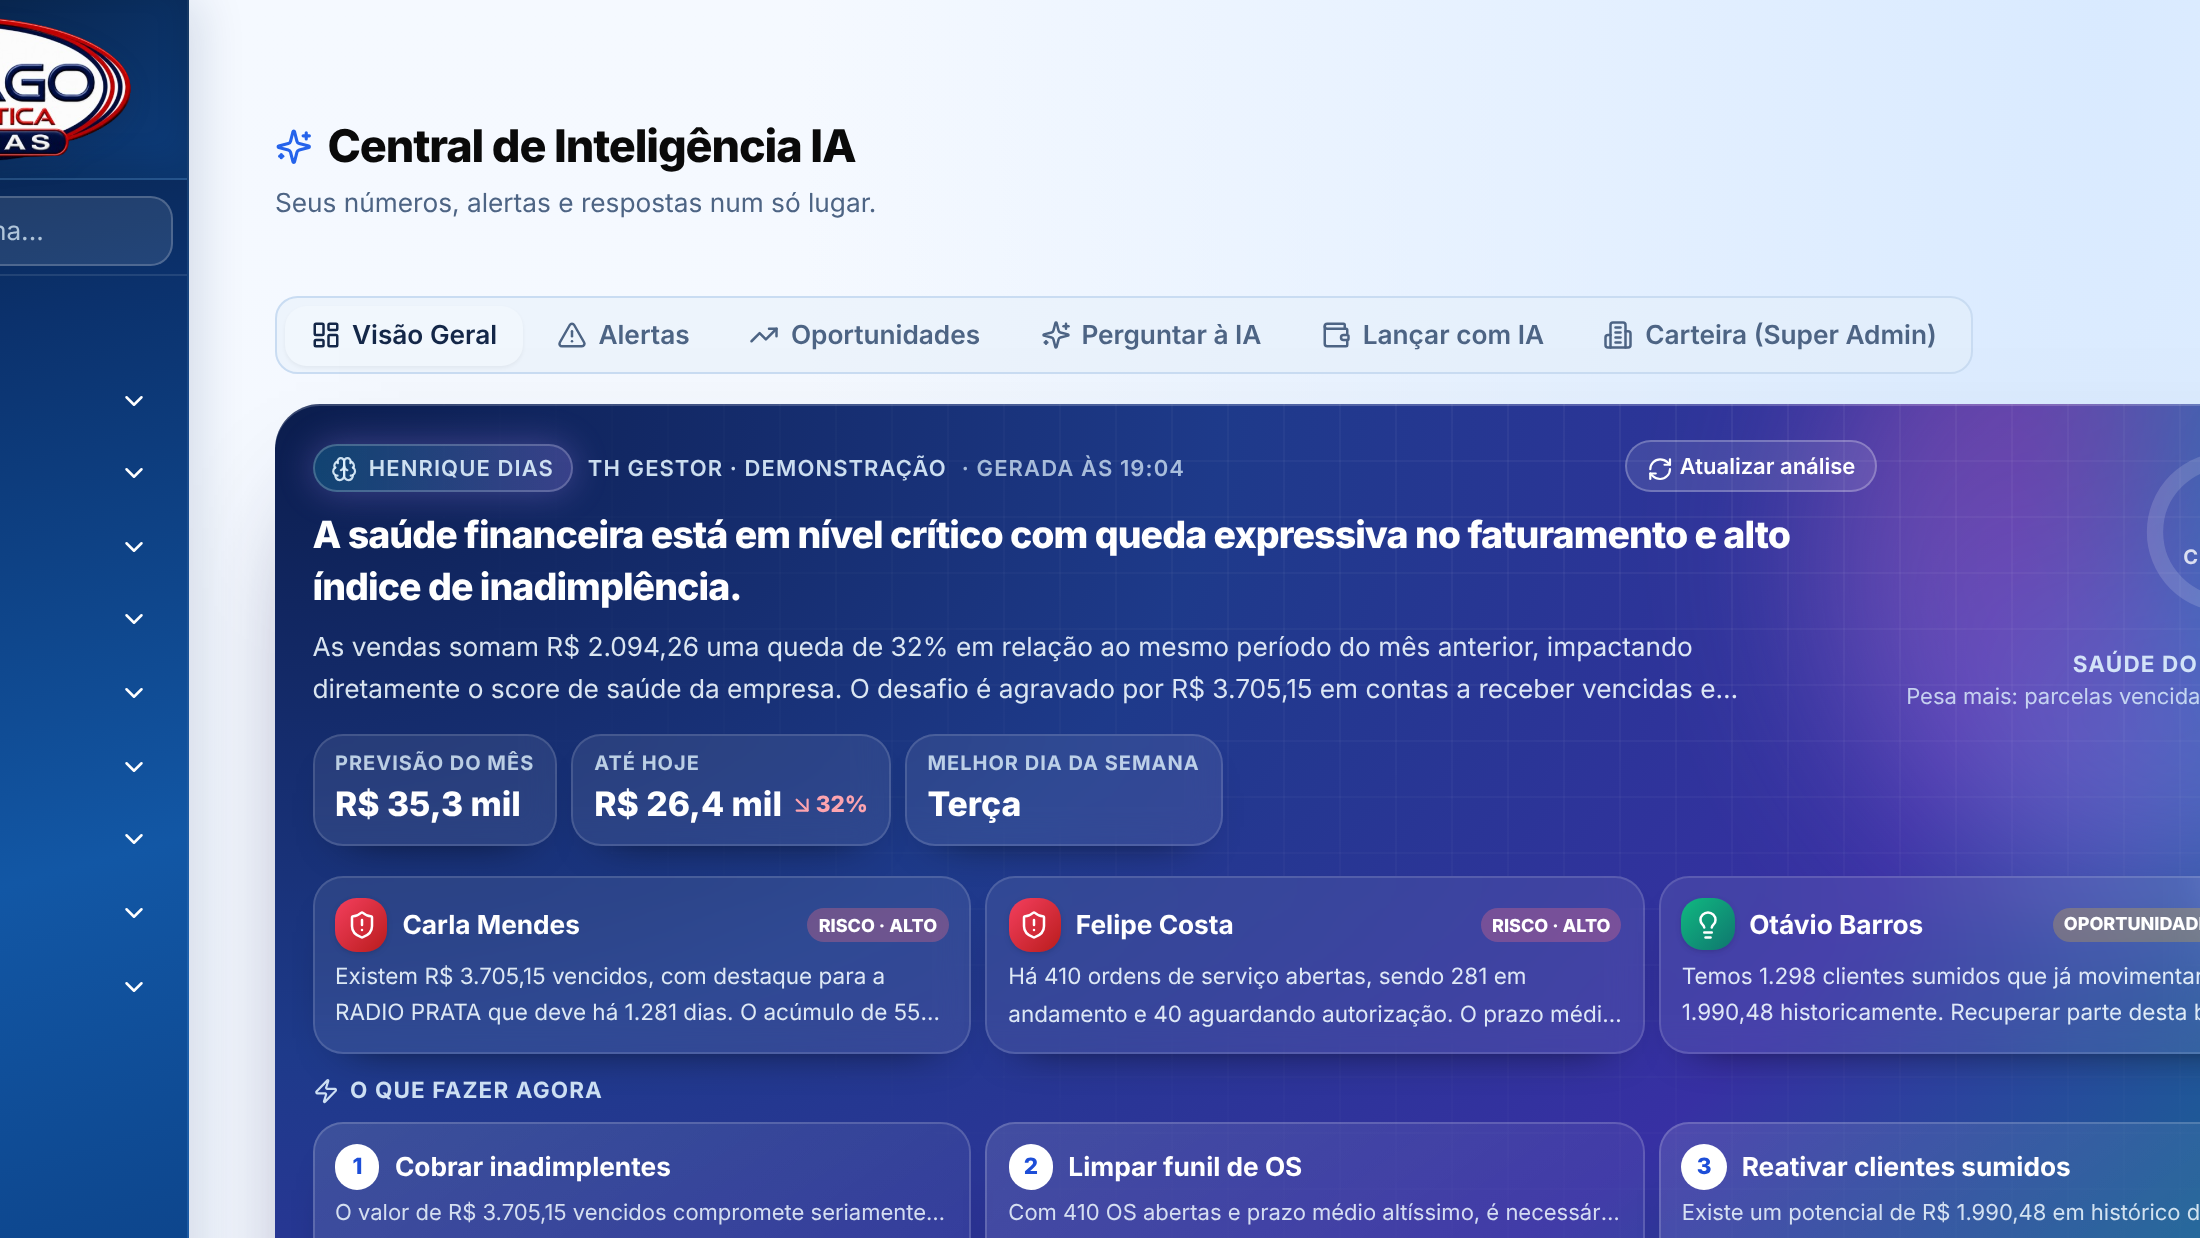 AGO
TICA
AS
na...
Central de Inteligência IA
Seus números, alertas e respostas num só lugar.
Visão Geral
Alertas
Oportunidades
Perguntar à IA
Lançar com IA
Carteira (Super Admin)
HENRIQUE DIAS
TH GESTOR · DEMONSTRAÇÃO · GERADA ÀS 19:04
Atualizar análise
A saúde financeira está em nível crítico com queda expressiva no faturamento e alto
índice de inadimplência.
As vendas somam R$ 2.094,26 uma queda de 32% em relação ao mesmo período do mês anterior, impactando
diretamente o score de saúde da empresa. O desafio é agravado por R$ 3.705,15 em contas a receber vencidas e...
C
SAÚDE DO
Pesa mais: parcelas vencida
PREVISÃO DO MÊS
R$ 35,3 mil
ATÉ HOJE
R$ 26,4 mil
32%
MELHOR DIA DA SEMANA
Terça
Carla Mendes
RISCO · ALTO
Existem R$ 3.705,15 vencidos, com destaque para a
RADIO PRATA que deve há 1.281 dias. O acúmulo de 55...
Felipe Costa
RISCO · ALTO
Há 410 ordens de serviço abertas, sendo 281 em
andamento e 40 aguardando autorização. O prazo médi...
Otávio Barros
OPORTUNIDAD
Temos 1.298 clientes sumidos que já movimentar
1.990,48 historicamente. Recuperar parte desta b
O QUE FAZER AGORA
1
Cobrar inadimplentes
O valor de R$ 3.705,15 vencidos compromete seriamente...
2
Limpar funil de OS
Com 410 OS abertas e prazo médio altíssimo, é necessár...
3
Reativar clientes sumidos
Existe um potencial de R$ 1.990,48 em histórico d